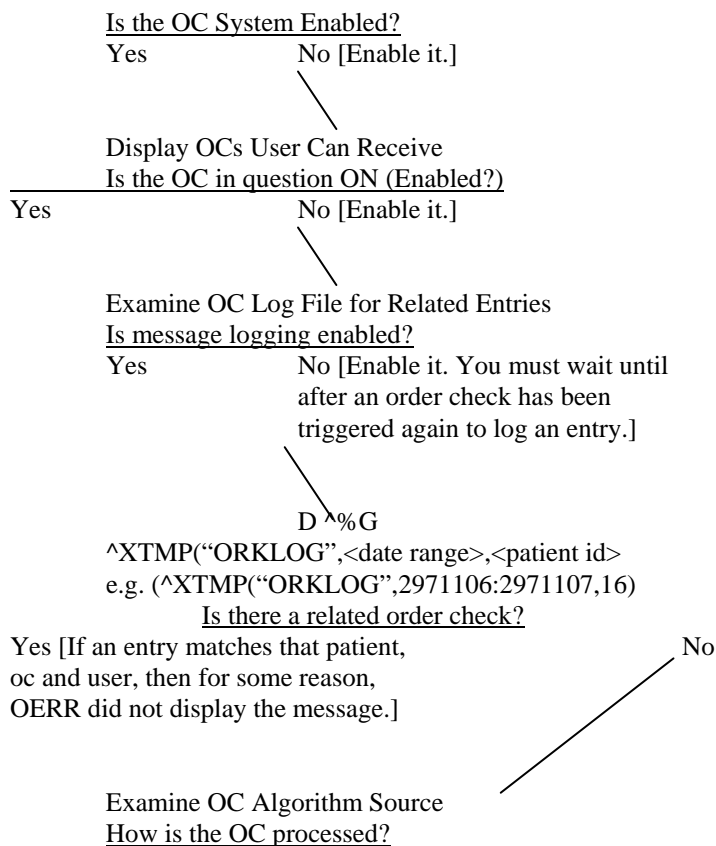 Is the OC System Enabled?
Yes No [Enable it.]
Display OCs User Can Receive
Is the OC in question ON (Enabled?)
Yes No [Enable it.]
Examine OC Log File for Related Entries
Is message logging enabled?
Yes No [Enable it. You must wait until
after an order check has been
triggered again to log an entry.]
D ^%G
^XTMP(“ORKLOG”,<date range>,<patient id>
e.g. (^XTMP(“ORKLOG”,2971106:2971107,16)
Is there a related order check?
Yes [If an entry matches that patient, No
oc and user, then for some reason,
OERR did not display the message.]
Examine OC Algorithm Source
How is the OC processed?